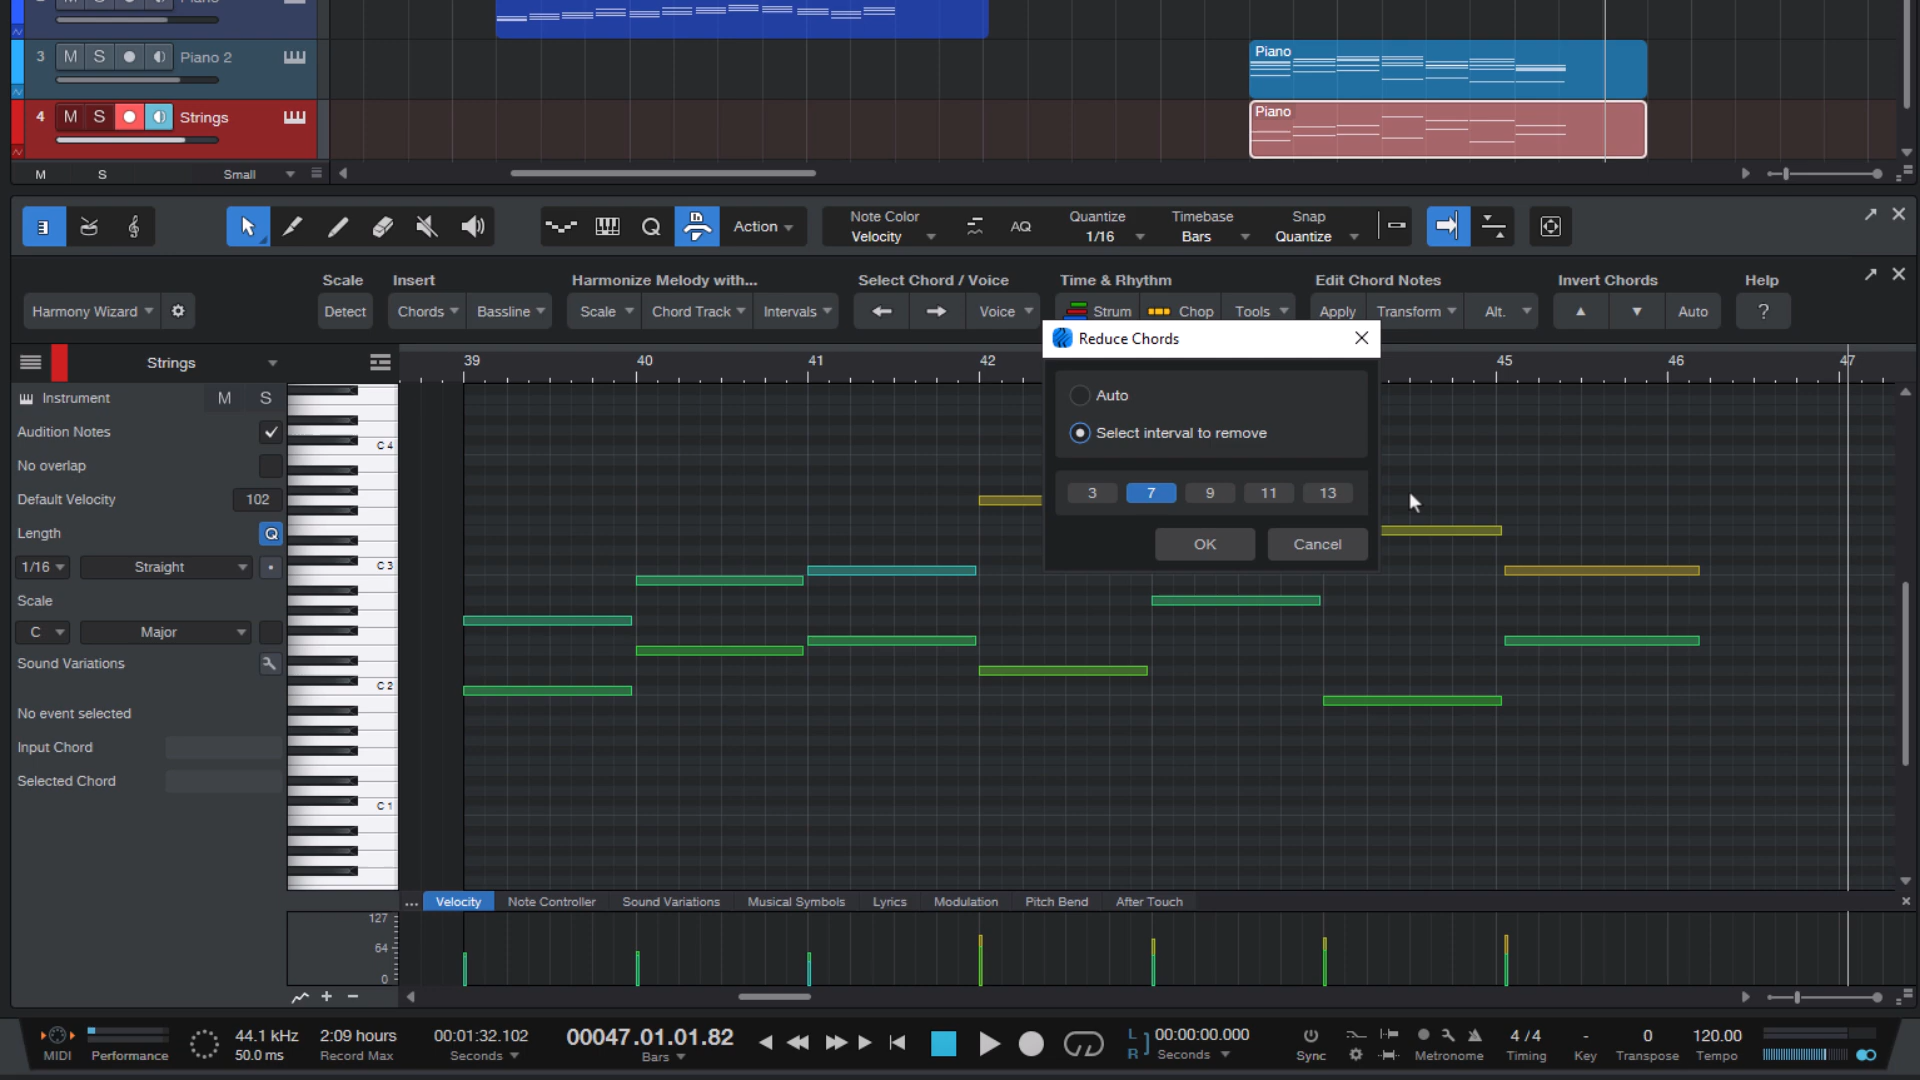 Piano
3 M S Piano 2
Piano
4 M S Strings
Piano
M S Small
Action
Note Color
Velocity
AQ
Quantize
1/16
Timebase
Bars
Snap
Quantize
Scale Insert Harmonize Melody with... Select Chord / Voice Time & Rhythm Edit Chord Notes Invert Chords Help
Harmony Wizard Detect Chords Bassline Scale Chord Track Intervals Voice Strum Chop Tools Apply Transform Alt. Auto ?
Reduce Chords
Strings
39 40 41 42 45 46 47
Instrument M S
Auto
Audition Notes
Select interval to remove
C 4
No overlap
Default Velocity 102
3 7 9 11 13
Length Q
OK Cancel
1/16 Straight
C 3
Scale
C Major
Sound Variations
C 2
No event selected
Input Chord
Selected Chord
C 1
... Velocity Note Controller Sound Variations Musical Symbols Lyrics Modulation Pitch Bend After Touch
127
64
0
MIDI
Performance
44.1 kHz
50.0 ms
2:09 hours
Record Max
00:01:32.102
Seconds
00047.01.01.82
Bars
L
R
00:00:00.000
Seconds
Sync
Metronome
4 / 4
Timing
-
Key
0
Transpose
120.00
Tempo